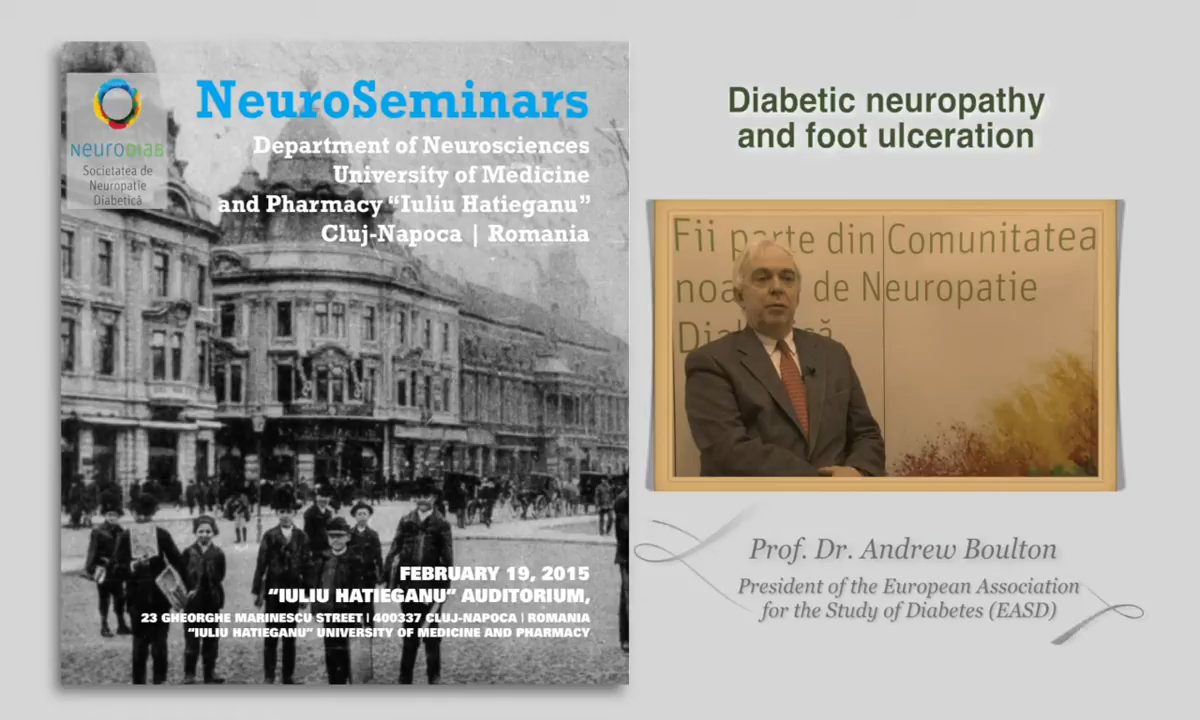 NeuroSeminars
neuroDIAB
Societatea de
Neuropatie
Diabetică
Department of Neurosciences
University of Medicine
and Pharmacy “Iuliu Hatieganu”
Cluj-Napoca | Romania
FEBRUARY 19, 2015
“IULIU HATIEGANU” AUDITORIUM,
23 GHEORGHE MARINESCU STREET | 400337 CLUJ-NAPOCA | ROMANIA
“IULIU HATIEGANU” UNIVERSITY OF MEDICINE AND PHARMACY
Diabetic neuropathy
and foot ulceration
Fii parte din Comunitatea
de Neuropatie
Prof. Dr. Andrew Boulton
President of the European Association
for the Study of Diabetes (EASD)